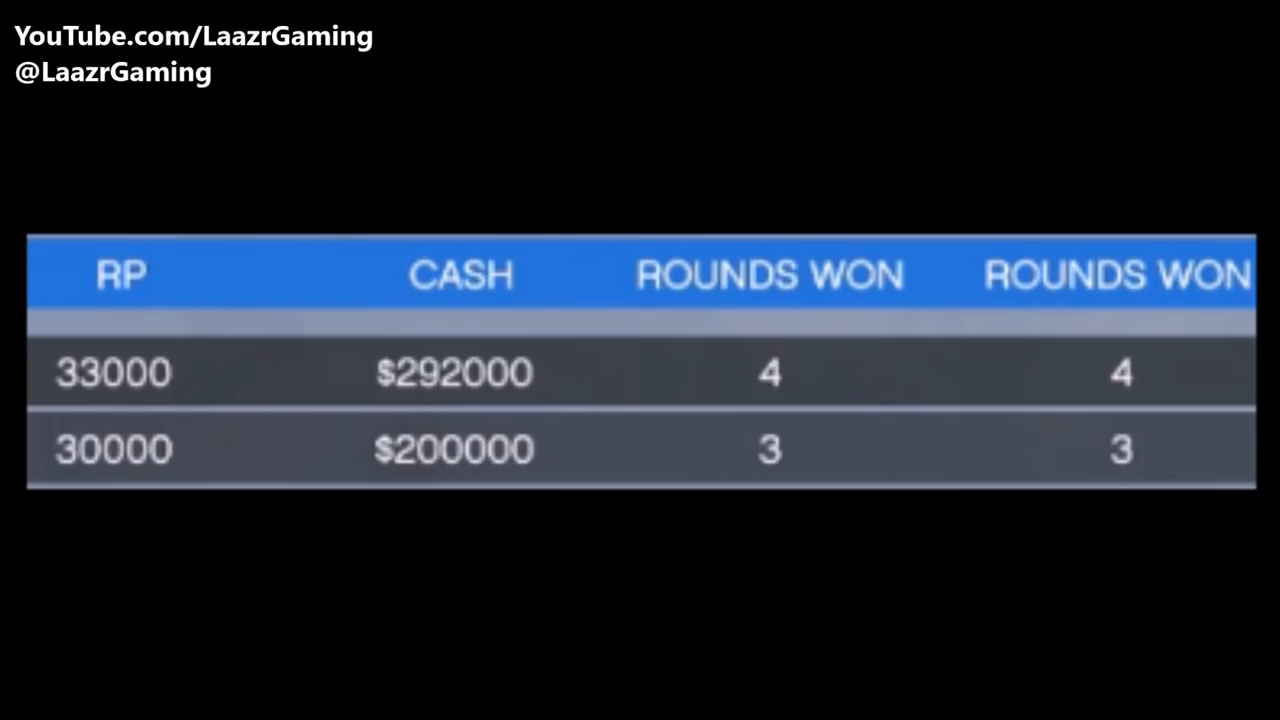 YouTube.com/LaazrGaming
@LaazrGaming
RP CASH ROUNDS WON ROUNDS WON
33000 $292000 4 4
30000 $200000 3 3